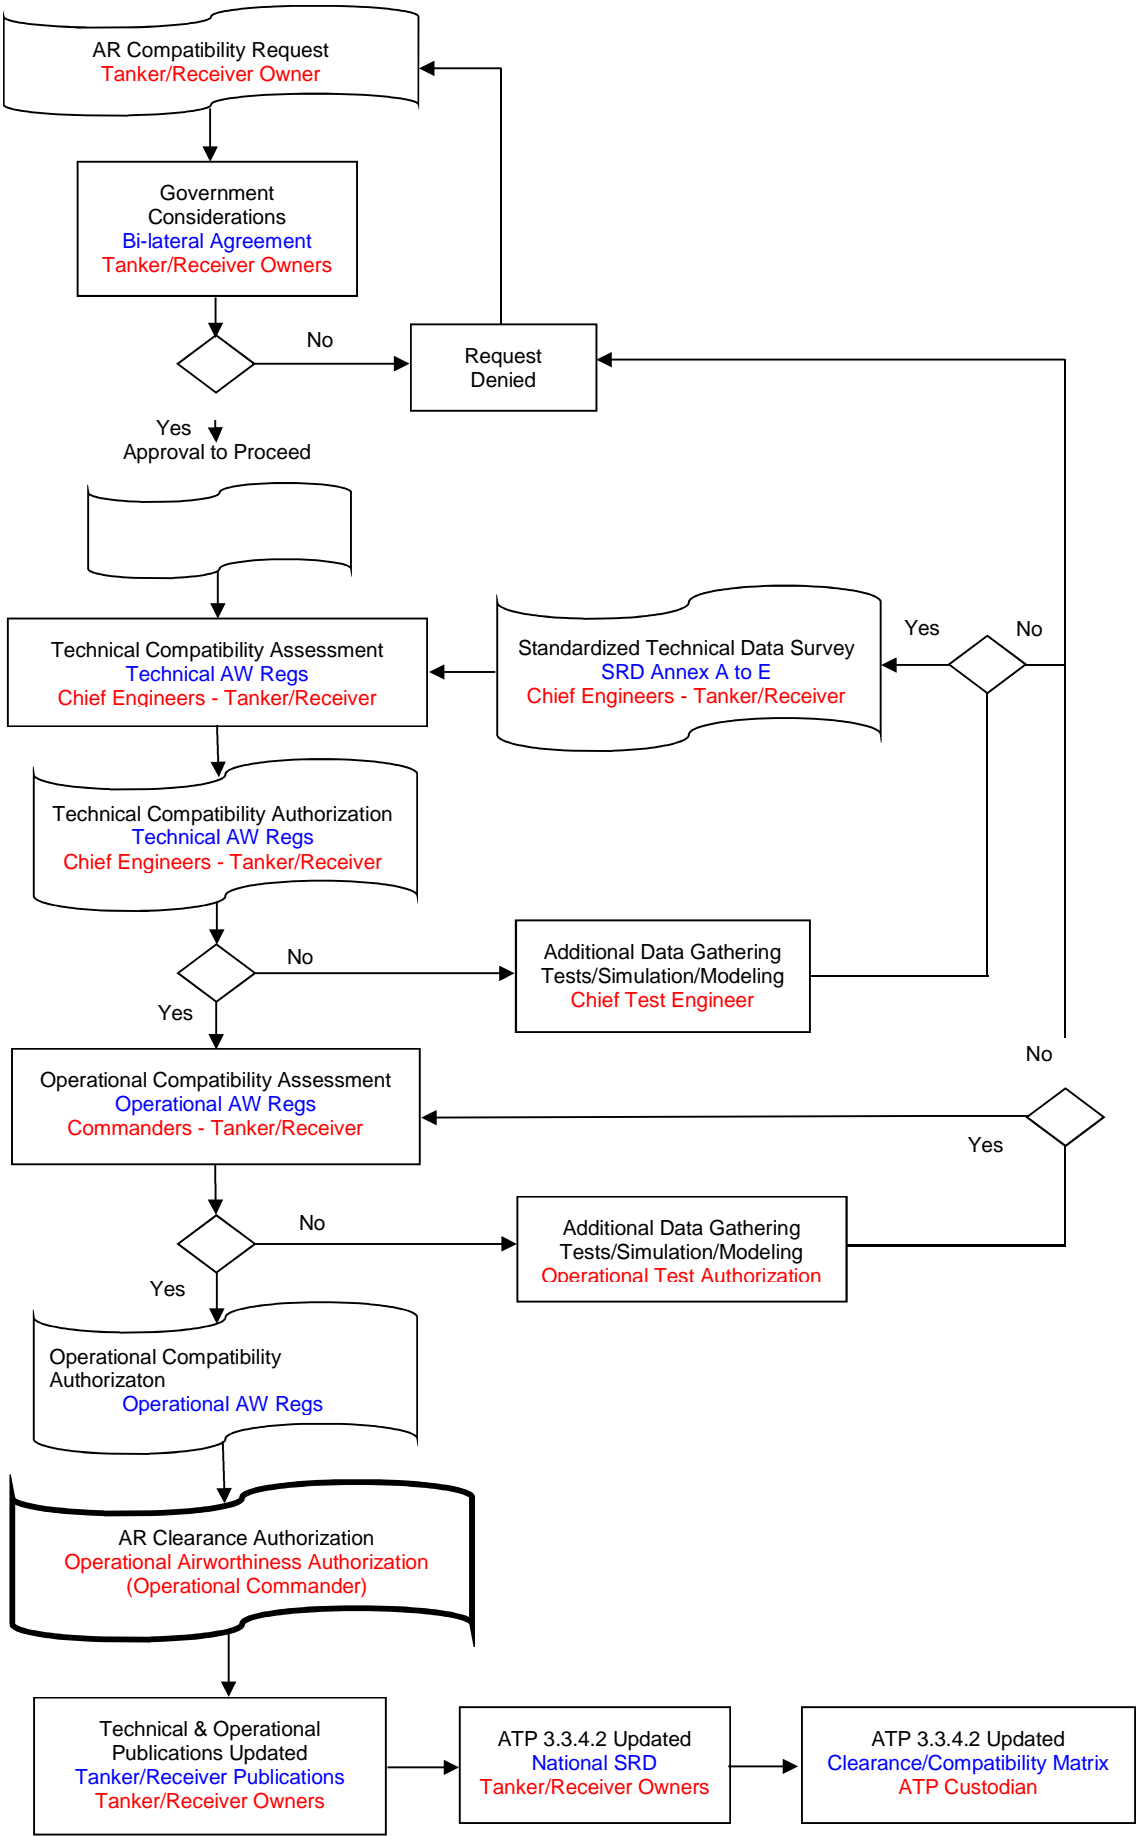 AR Compatibility Request
Tanker/Receiver Owner
Government
Considerations
Bi-lateral Agreement
Tanker/Receiver Owners
No
Request
Denied
Yes
Approval to Proceed
Technical Compatibility Assessment
Technical AW Regs
Chief Engineers - Tanker/Receiver
Standardized Technical Data Survey
SRD Annex A to E
Chief Engineers - Tanker/Receiver
Yes
No
Technical Compatibility Authorization
Technical AW Regs
Chief Engineers - Tanker/Receiver
No
Additional Data Gathering
Tests/Simulation/Modeling
Chief Test Engineer
Yes
Operational Compatibility Assessment
Operational AW Regs
Commanders - Tanker/Receiver
No
Yes
No
Additional Data Gathering
Tests/Simulation/Modeling
Operational Test Authorization
Yes
Operational Compatibility
Authorizaton
Operational AW Regs
AR Clearance Authorization
Operational Airworthiness Authorization
(Operational Commander)
Technical & Operational
Publications Updated
Tanker/Receiver Publications
Tanker/Receiver Owners
ATP 3.3.4.2 Updated
National SRD
Tanker/Receiver Owners
ATP 3.3.4.2 Updated
Clearance/Compatibility Matrix
ATP Custodian